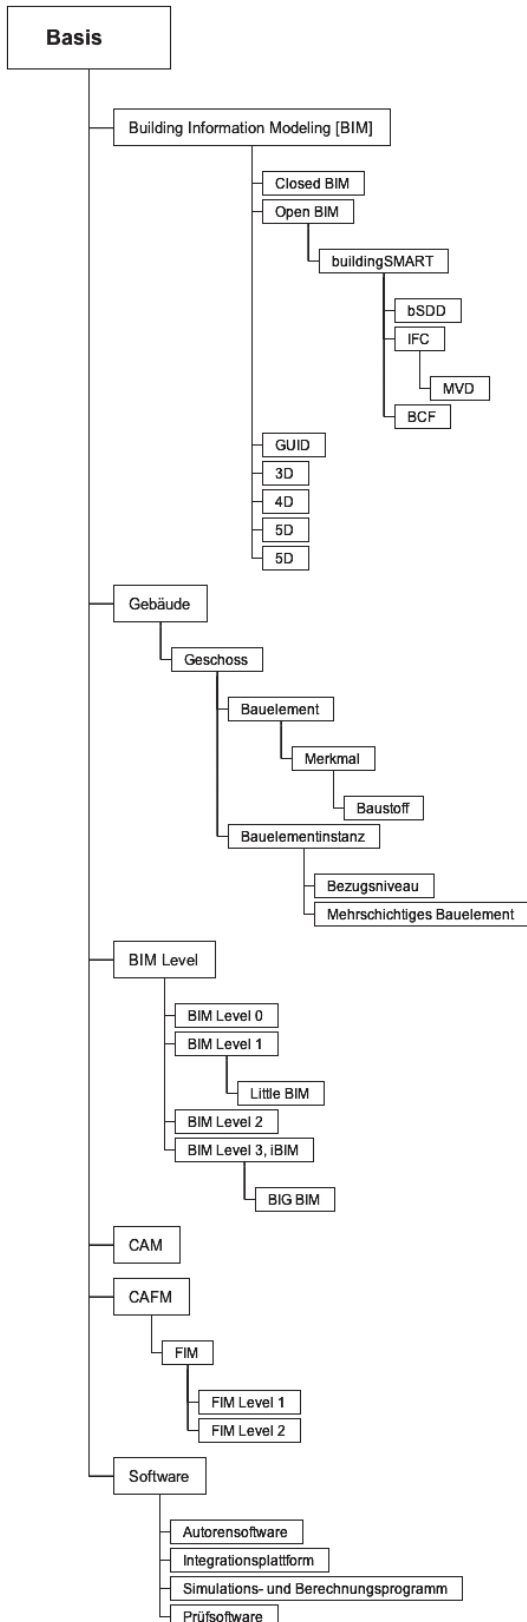 Basis
Building Information Modeling [BIM]
Closed BIM
Open BIM
buildingSMART
bSDD
IFC
MVD
BCF
GUID
3D
4D
5D
5D
Gebäude
Geschoss
Bauelement
Merkmal
Baustoff
Bauelementinstanz
Bezugsniveau
Mehrschichtiges Bauelement
BIM Level
BIM Level 0
BIM Level 1
Little BIM
BIM Level 2
BIM Level 3, iBIM
BIG BIM
CAM
CAFM
FIM
FIM Level 1
FIM Level 2
Software
Autorensoftware
Integrationsplattform
Simulations- und Berechnungsprogramm
Prüfsoftware